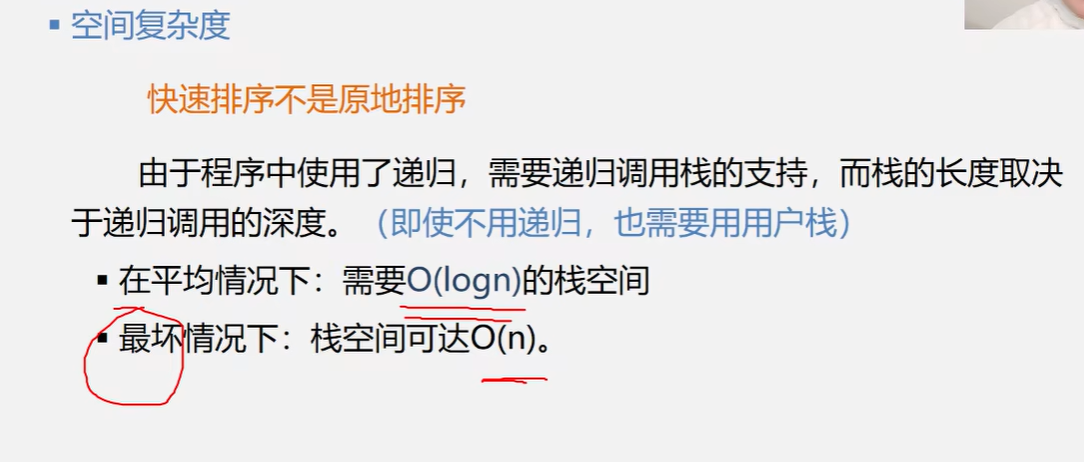 ▪ 空间复杂度
快速排序不是原地排序
由于程序中使用了递归，需要递归调用栈的支持，而栈的长度取决
于递归调用的深度。（即使不用递归，也需要用用户栈）
▪ 在平均情况下：需要O(logn)的栈空间
▪ 最坏情况下：栈空间可达O(n)。